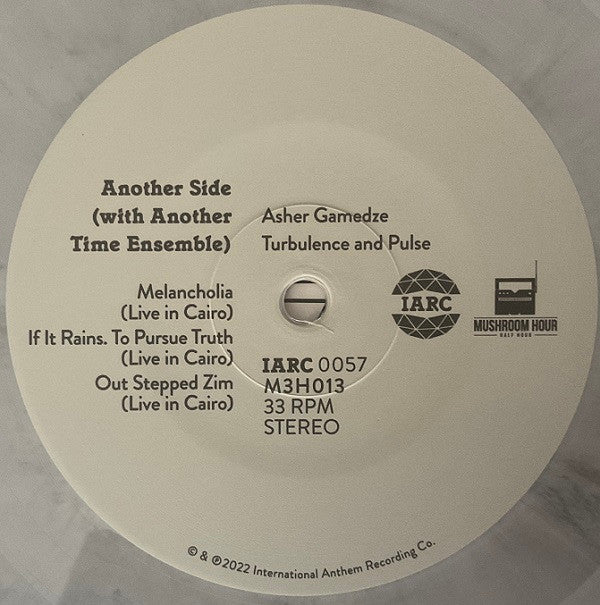 Another Side
(with Another
Time Ensemble)
Asher Gamedze
Turbulence and Pulse
Melancholia
(Live in Cairo)
If It Rains. To Pursue Truth
(Live in Cairo)
Out Stepped Zim
(Live in Cairo)
IARC
MUSHROOM HOUR
HALF HOUR
IARC 0057
M3H013
33 RPM
STEREO
© & ℗ 2022 International Anthem Recording Co.